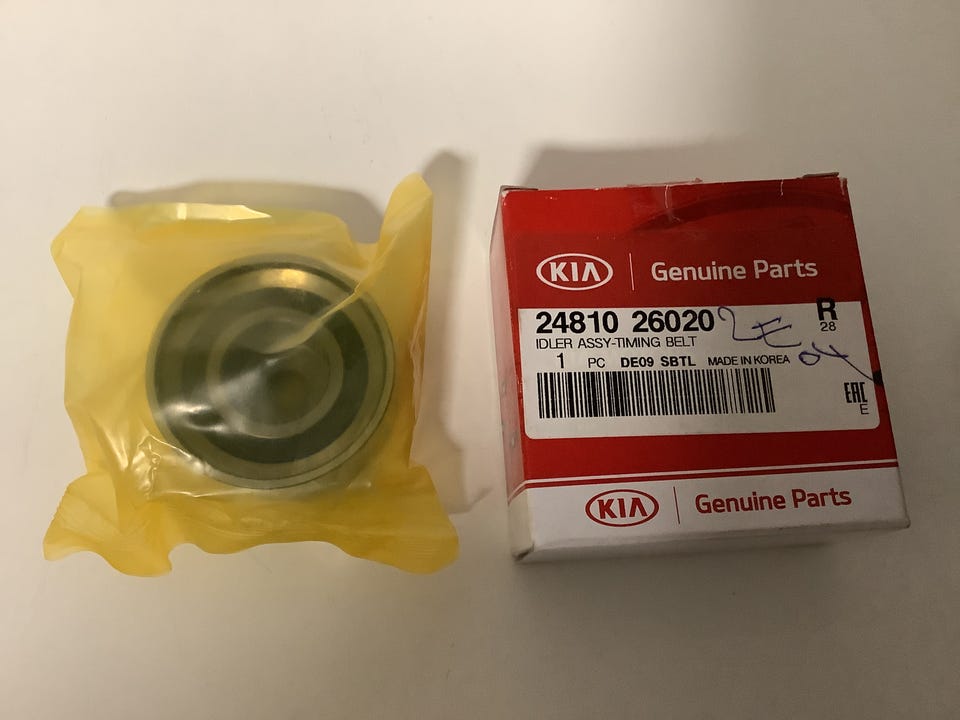 KIA Genuine Parts
24810 26020
R
28
IDLER ASSY-TIMING BELT
1 PC DE09 SBTL MADE IN KOREA
EAC
E
KIA Genuine Parts